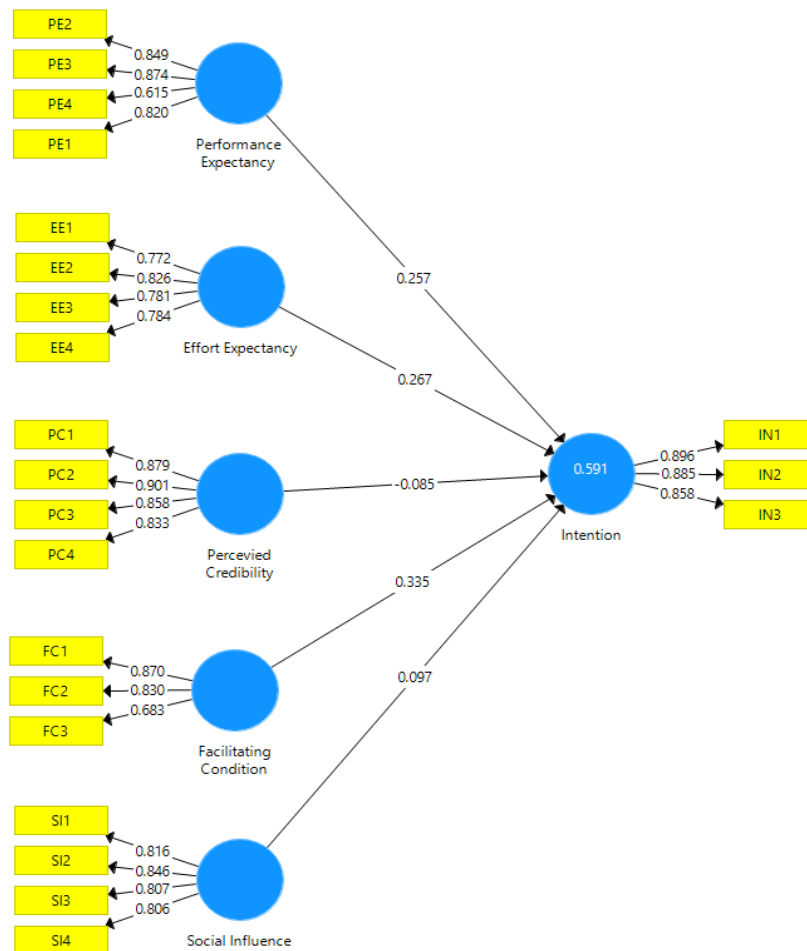 PE2
PE3
PE4
PE1
0.849
0.874
0.615
0.820
Performance
Expectancy
0.257
EE1
EE2
EE3
EE4
0.772
0.826
0.781
0.784
Effort Expectancy
0.267
PC1
PC2
PC3
PC4
0.879
0.901
0.858
0.833
Percevied
Credibility
-0.085
0.591
Intention
0.896
0.885
0.858
IN1
IN2
IN3
FC1
FC2
FC3
0.870
0.830
0.683
Facilitating
Condition
0.335
SI1
SI2
SI3
SI4
0.816
0.846
0.807
0.806
Social Influence
0.097